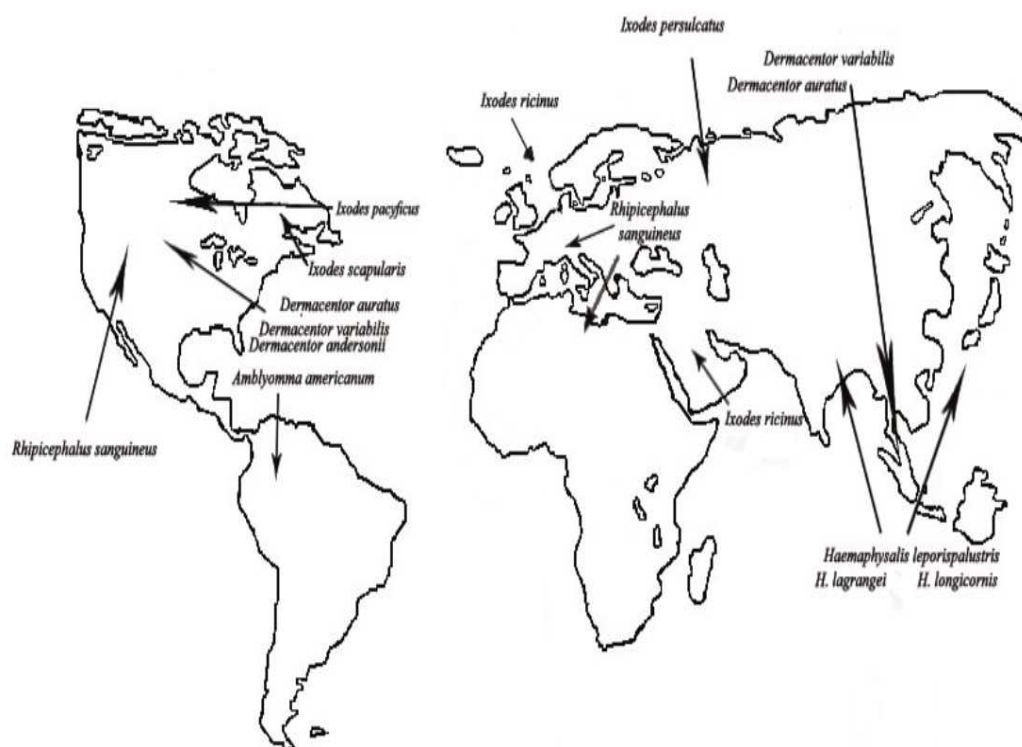 Ixodes persulcatus
Dermacentor variabilis
Dermacentor auratus
Ixodes ricinus
Ixodes pacyficus
Rhipicephalus
sanguineus
Ixodes scapularis
Dermacentor auratus
Dermacentor variabilis
Dermacentor andersonii
Amblyomma americanum
Ixodes ricinus
Rhipicephalus sanguineus
Haemaphysalis leporispalustris
H. lagrangei H. longicornis